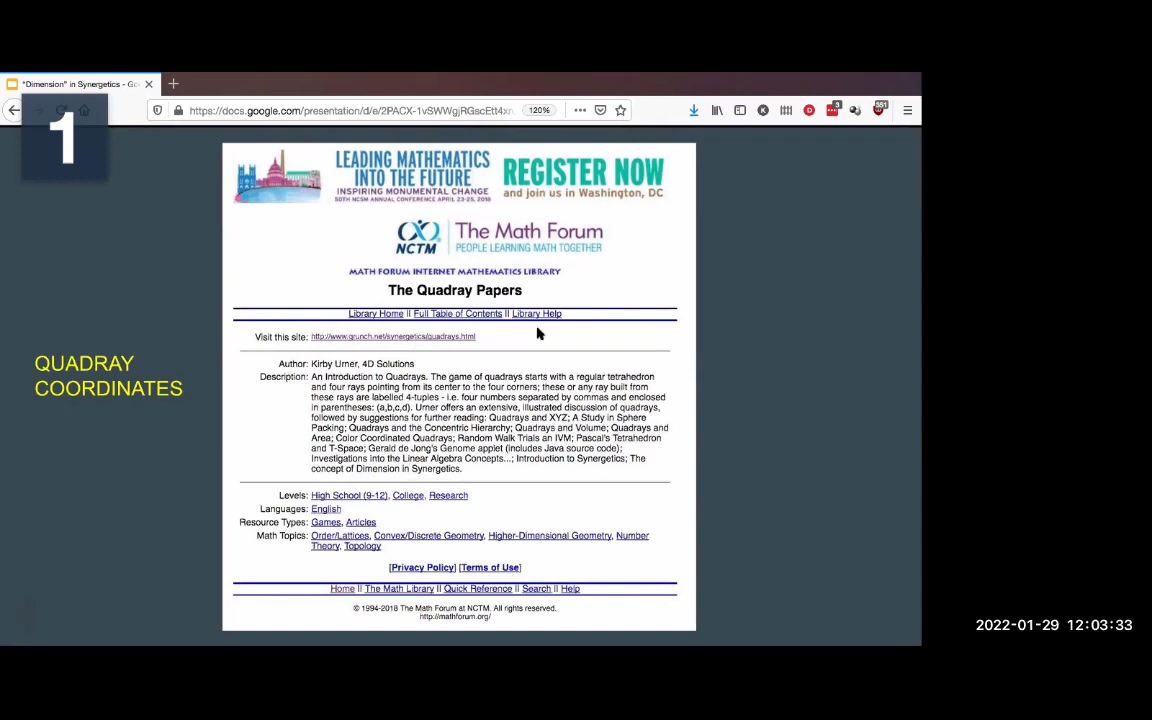 "Dimension" in Synergetics - Go
https://docs.google.com/presentation/d/e/2PACX-1vSWWgjRGscEtt4xn
120%
3
551
1
LEADING MATHEMATICS
INTO THE FUTURE
INSPIRING MONUMENTAL CHANGE
50TH NCSM ANNUAL CONFERENCE APRIL 23-25, 2018
REGISTER NOW
and join us in Washington, DC
NCTM
The Math Forum
PEOPLE LEARNING MATH TOGETHER
MATH FORUM INTERNET MATHEMATICS LIBRARY
The Quadray Papers
Library Home || Full Table of Contents || Library Help
Visit this site: http://www.grunch.net/synergetics/quadrays.html
Author: Kirby Urner, 4D Solutions
Description: An Introduction to Quadrays. The game of quadrays starts with a regular tetrahedron
and four rays pointing from its center to the four corners; these or any ray built from
these rays are labelled 4-tuples - i.e. four numbers separated by commas and enclosed
in parentheses: (a,b,c,d). Urner offers an extensive, illustrated discussion of quadrays,
followed by suggestions for further reading: Quadrays and XYZ; A Study in Sphere
Packing; Quadrays and the Concentric Hierarchy; Quadrays and Volume; Quadrays and
Area; Color Coordinated Quadrays; Random Walk Trials an IVM; Pascal's Tetrahedron
and T-Space; Gerald de Jong's Genome applet (includes Java source code);
Investigations into the Linear Algebra Concepts...; Introduction to Synergetics; The
concept of Dimension in Synergetics.
QUADRAY
COORDINATES
Levels: High School (9-12), College, Research
Languages: English
Resource Types: Games, Articles
Math Topics: Order/Lattices, Convex/Discrete Geometry, Higher-Dimensional Geometry, Number
Theory, Topology
[Privacy Policy] [Terms of Use]
Home || The Math Library || Quick Reference || Search || Help
© 1994-2018 The Math Forum at NCTM. All rights reserved.
http://mathforum.org/
2022-01-29 12:03:33